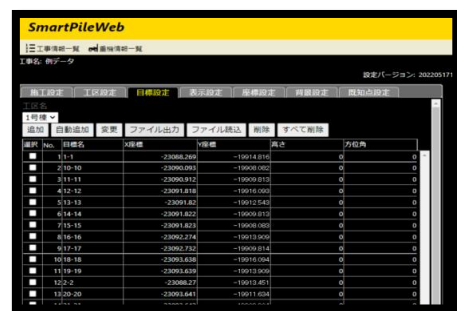 SmartPileWeb
工事情報一覧 重機情報一覧
工事名: 例データ
設定バージョン: 202205171
施工設定 工区設定 目標設定 表示設定 座標設定 背景設定 既知点設定
工区名
1号棟
追加 自動追加 変更 ファイル出力 ファイル読込 削除 すべて削除
選択 No. 目標名 X座標 Y座標 高さ 方位角
1 1-1 -23088.269 -19914.816 0 0
2 10-10 -23090.093 -19908.082 0 0
3 11-11 -23090.912 -19909.813 0 0
4 12-12 -23091.818 -19916.093 0 0
5 13-13 -23091.82 -19912.543 0 0
6 14-14 -23091.822 -19909.813 0 0
7 15-15 -23091.823 -19908.083 0 0
8 16-16 -23092.274 -19913.909 0 0
9 17-17 -23092.732 -19909.814 0 0
10 18-18 -23093.638 -19916.094 0 0
11 19-19 -23093.639 -19913.909 0 0
12 2-2 -23088.27 -19913.451 0 0
13 20-20 -23093.641 -19911.634 0 0